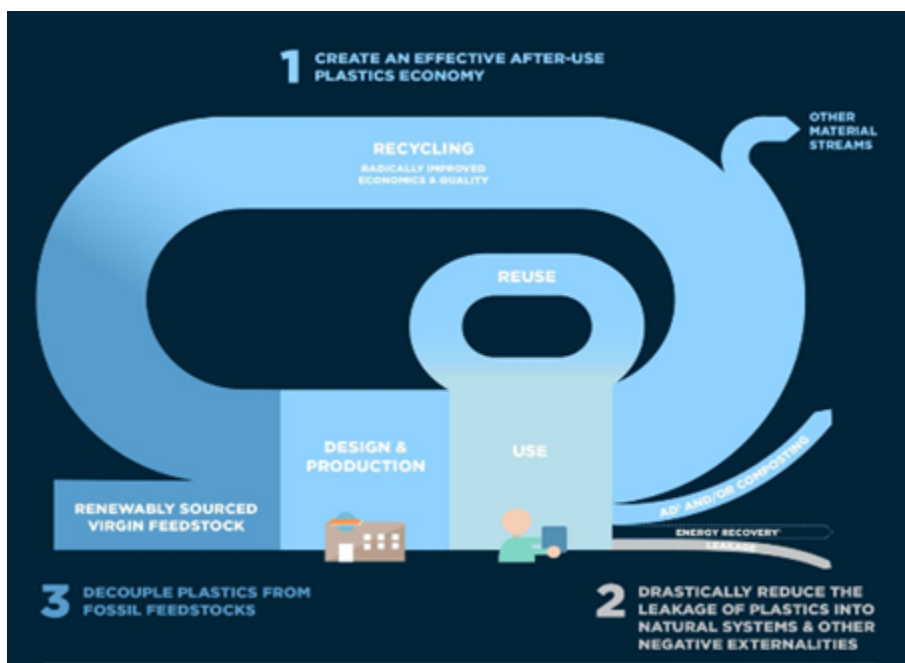 1 CREATE AN EFFECTIVE AFTER-USE
PLASTICS ECONOMY
OTHER
MATERIAL
STREAMS
RECYCLING
RADICALLY IMPROVED
ECONOMICS & QUALITY
REUSE
DESIGN &
PRODUCTION
USE
RENEWABLY SOURCED
VIRGIN FEEDSTOCK
AD¹ AND/OR COMPOSTING
ENERGY RECOVERY
LEAKAGE
3 DECOUPLE PLASTICS FROM
FOSSIL FEEDSTOCKS
2 DRASTICALLY REDUCE THE
LEAKAGE OF PLASTICS INTO
NATURAL SYSTEMS & OTHER
NEGATIVE EXTERNALITIES